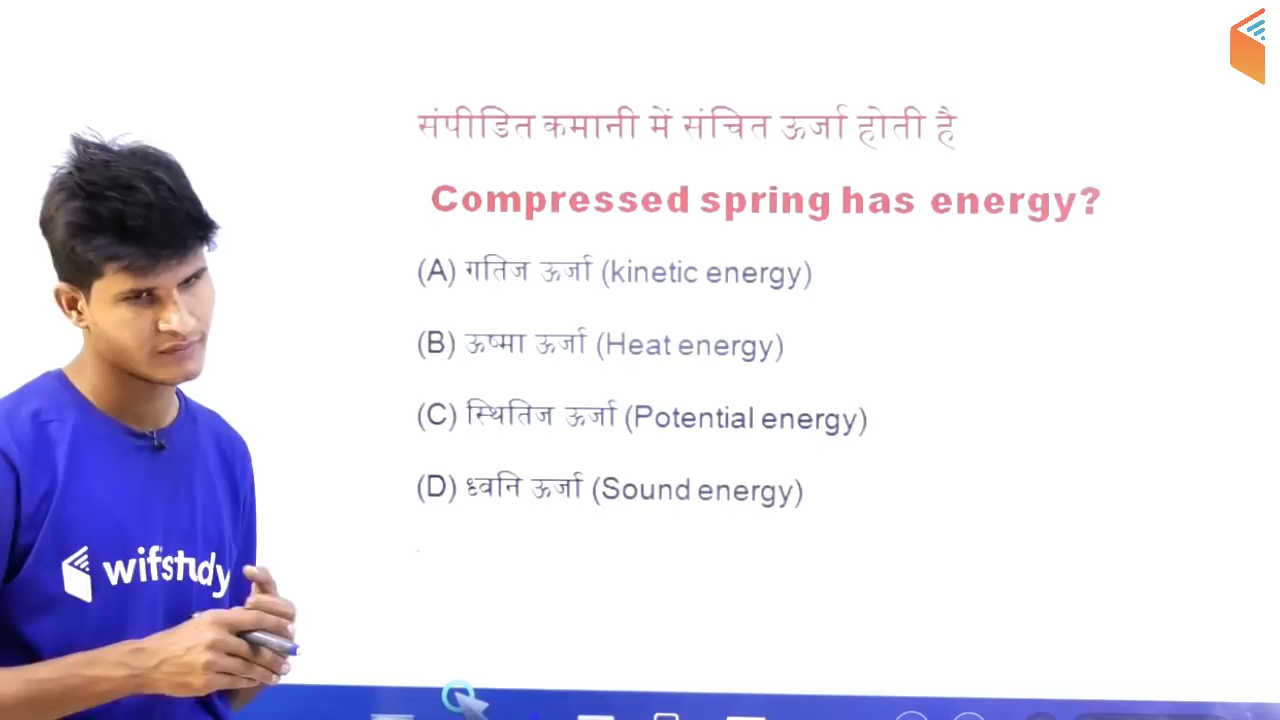 संपीडित कमानी में संचित ऊर्जा होती है
Compressed spring has energy?
(A) गतिज ऊर्जा (kinetic energy)
(B) ऊष्मा ऊर्जा (Heat energy)
(C) स्थितिज ऊर्जा (Potential energy)
(D) ध्वनि ऊर्जा (Sound energy)
wifistudy